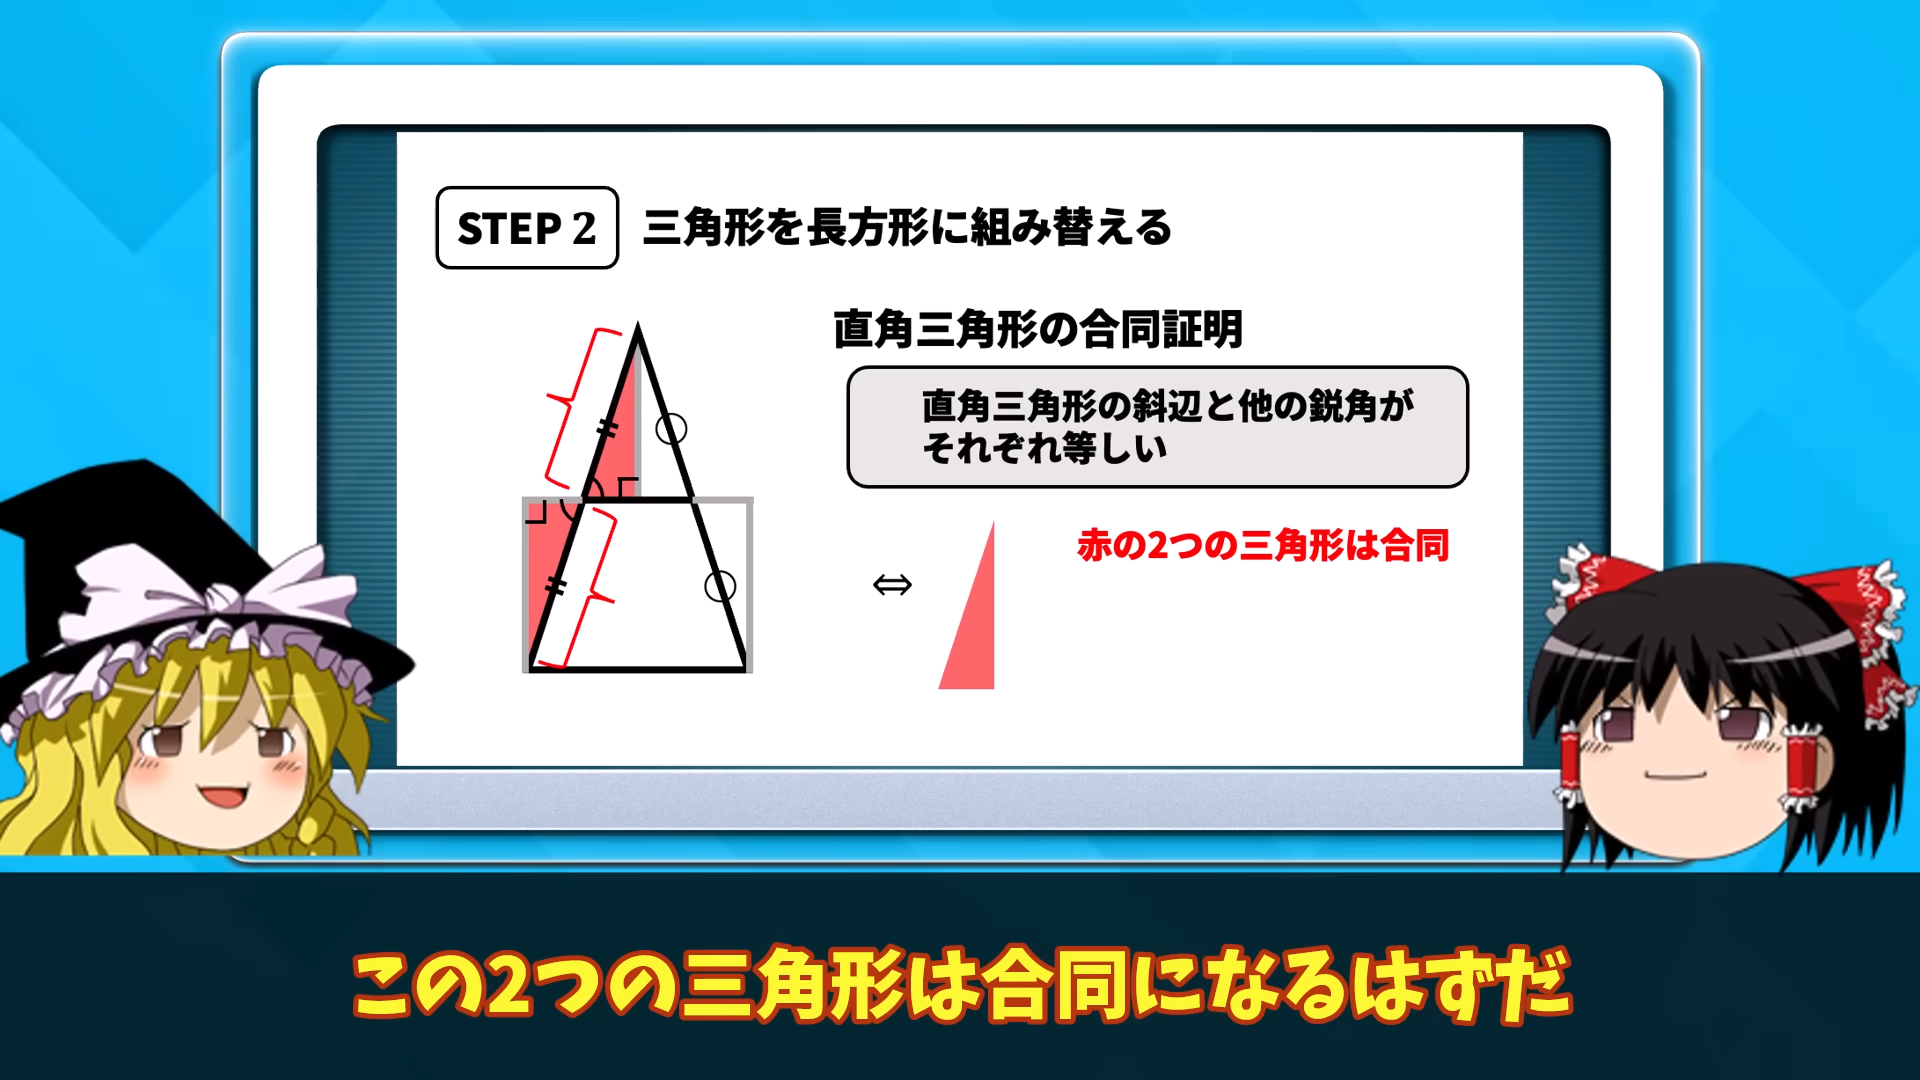 STEP 2 三角形を長方形に組み替える
直角三角形の合同証明
直角三角形の斜辺と他の鋭角が
それぞれ等しい
⇔
赤の2つの三角形は合同
この2つの三角形は合同になるはずだ